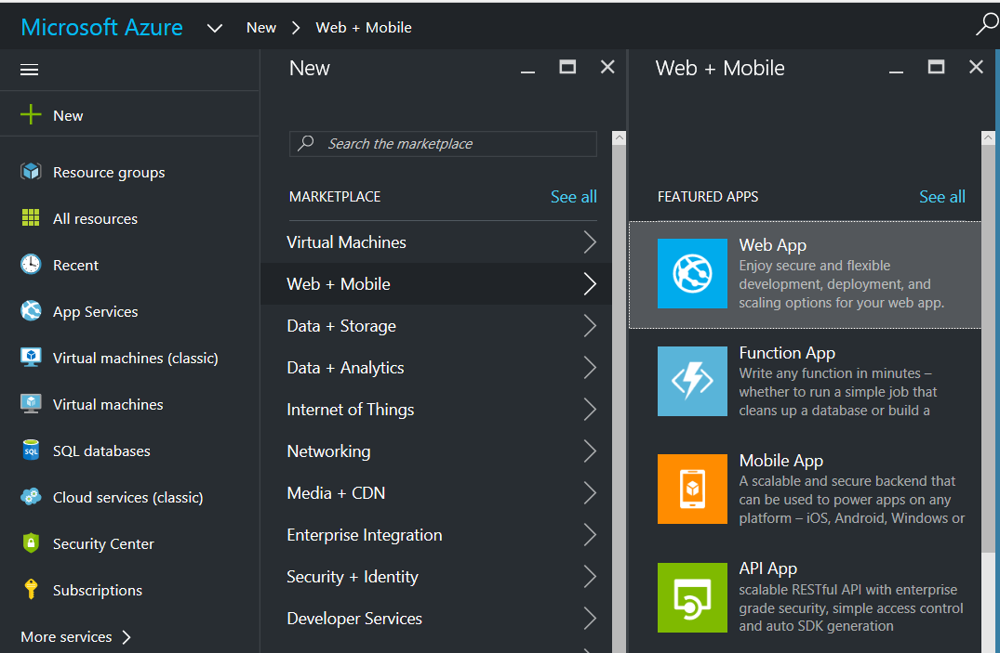 Microsoft Azure
New
Web + Mobile
New
Resource groups
All resources
Recent
App Services
Virtual machines (classic)
Virtual machines
SQL
SQL databases
Cloud services (classic)
Security Center
Subscriptions
More services
New
Search the marketplace
MARKETPLACE
See all
Virtual Machines
Web + Mobile
Data + Storage
Data + Analytics
Internet of Things
Networking
Media + CDN
Enterprise Integration
Security + Identity
Developer Services
Web + Mobile
FEATURED APPS
See all
Web App
Enjoy secure and flexible
development, deployment, and
scaling options for your web app.
Function App
Write any function in minutes –
whether to run a simple job that
cleans up a database or build a
Mobile App
A scalable and secure backend that
can be used to power apps on any
platform – iOS, Android, Windows or
API App
scalable RESTful API with enterprise
grade security, simple access control
and auto SDK generation